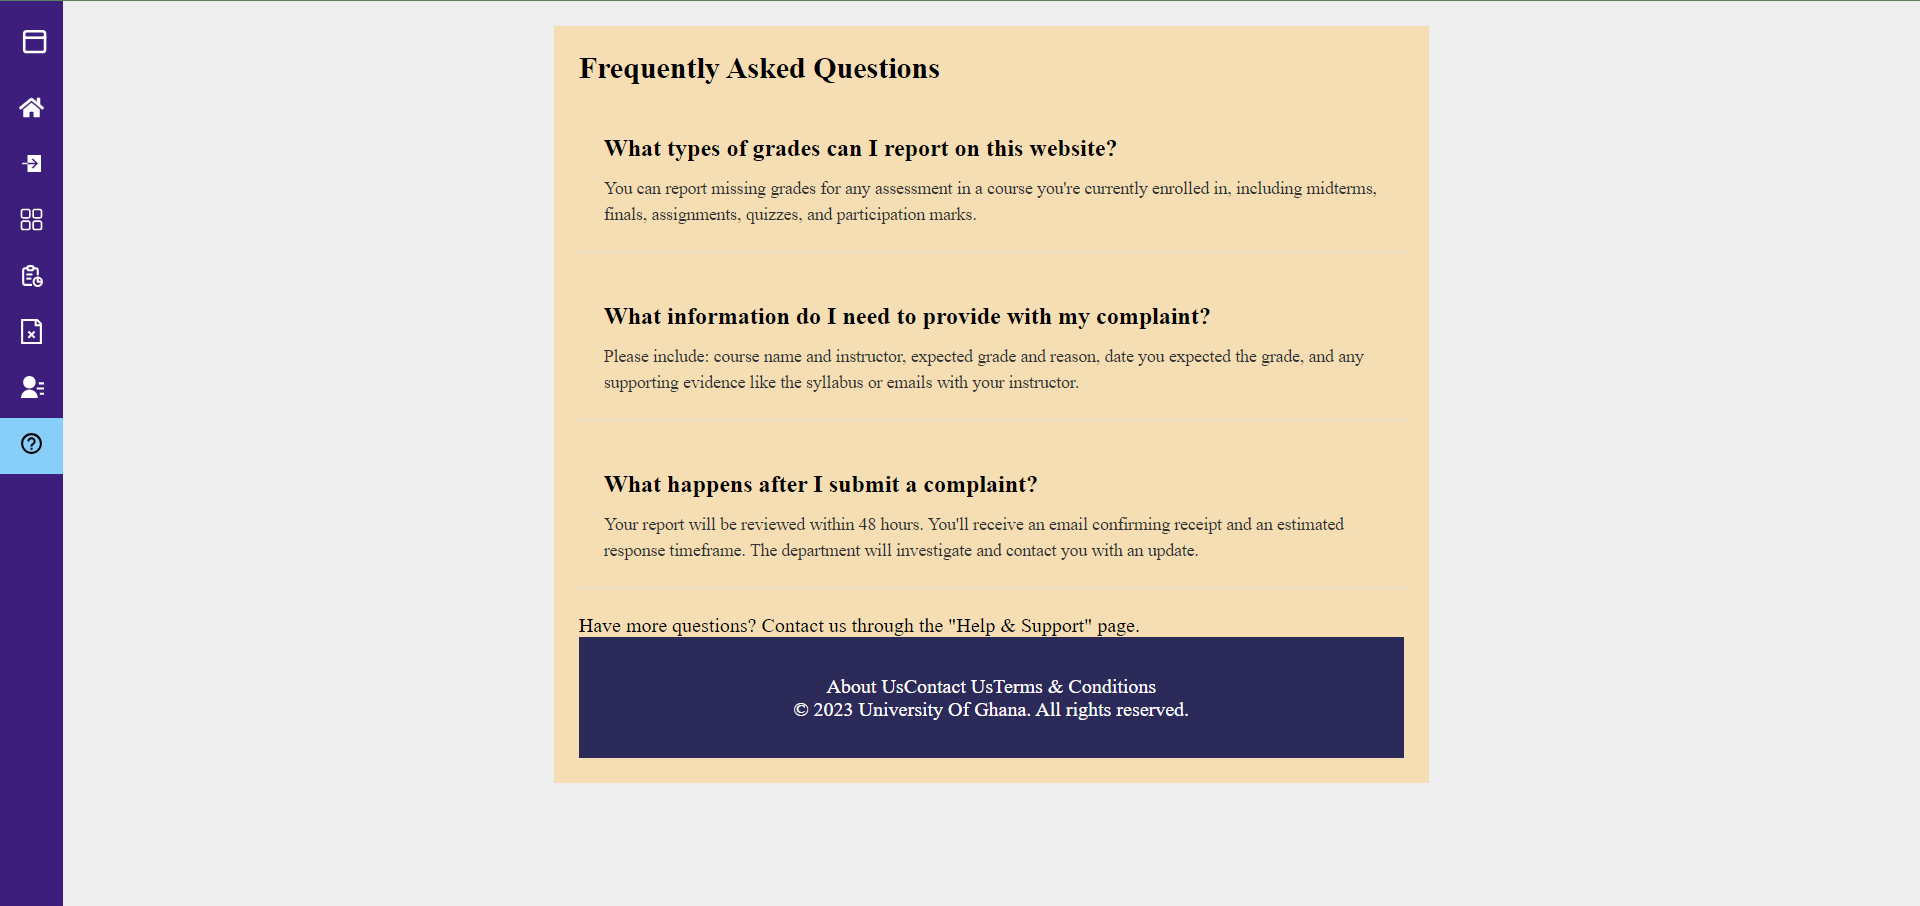 Frequently Asked Questions
What types of grades can I report on this website?
You can report missing grades for any assessment in a course you're currently enrolled in, including midterms,
finals, assignments, quizzes, and participation marks.
What information do I need to provide with my complaint?
Please include: course name and instructor, expected grade and reason, date you expected the grade, and any
supporting evidence like the syllabus or emails with your instructor.
What happens after I submit a complaint?
Your report will be reviewed within 48 hours. You'll receive an email confirming receipt and an estimated
response timeframe. The department will investigate and contact you with an update.
Have more questions? Contact us through the "Help & Support" page.
About UsContact UsTerms & Conditions
© 2023 University Of Ghana. All rights reserved.